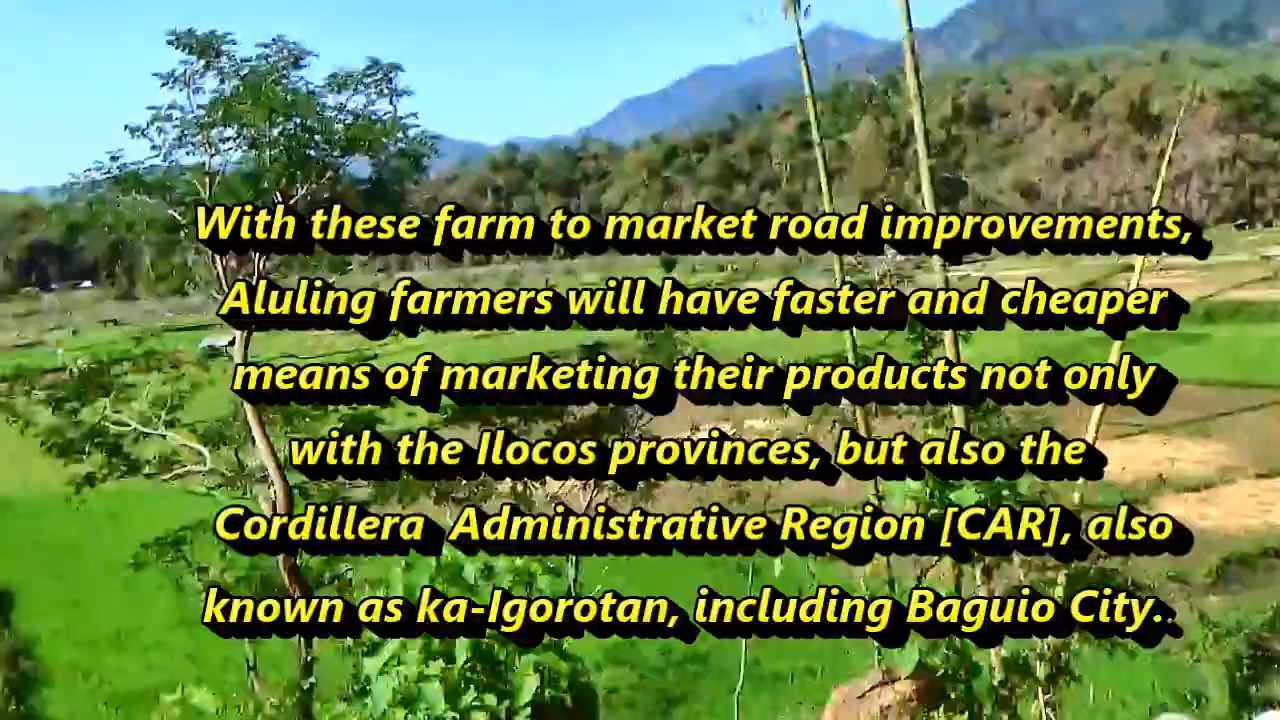 With these farm to market road improvements,
Aluling farmers will have faster and cheaper
means of marketing their products not only
with the Ilocos provinces, but also the
Cordillera  Administrative Region [CAR], also
known as ka-Igorotan, including Baguio City.